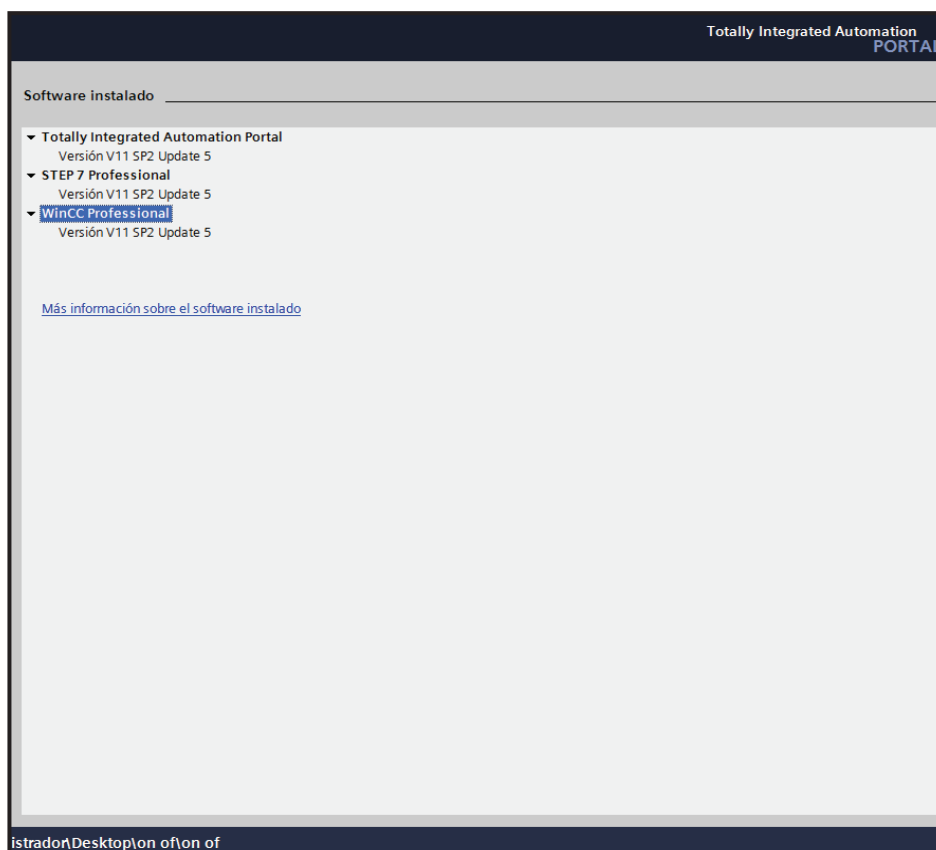 Totally Integrated Automation
PORTAL
Software instalado
Totally Integrated Automation Portal
Versión V11 SP2 Update 5
STEP 7 Professional
Versión V11 SP2 Update 5
WinCC Professional
Versión V11 SP2 Update 5
Más información sobre el software instalado
istrador\Desktop\on of\on of